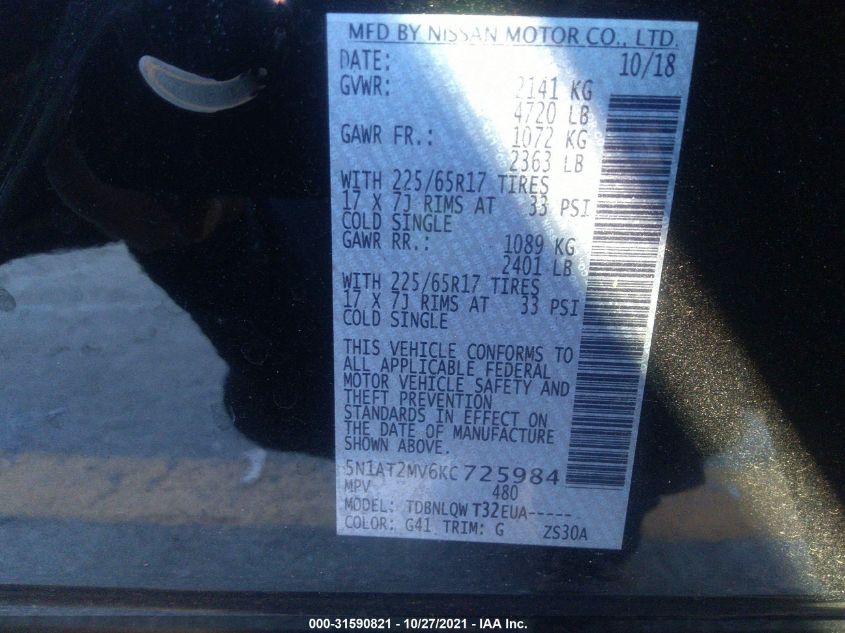 MFD BY NISSAN MOTOR CO., LTD.
DATE: 10/18
GVWR: 2141 KG
4720 LB
GAWR FR.: 1072 KG
2363 LB
WITH 225/65R17 TIRES
17 X 7J RIMS AT 33 PSI
COLD SINGLE
GAWR RR.: 1089 KG
2401 LB
WITH 225/65R17 TIRES
17 X 7J RIMS AT 33 PSI
COLD SINGLE
THIS VEHICLE CONFORMS TO
ALL APPLICABLE FEDERAL
MOTOR VEHICLE SAFETY AND
THEFT PREVENTION
STANDARDS IN EFFECT ON
THE DATE OF MANUFACTURE
SHOWN ABOVE.
5N1AT2MV6KC725984
MPV 480
MODEL: TDBNLQW T32EUA-----
COLOR: G41 TRIM: G ZS30A
000-31590821 - 10/27/2021 - IAA Inc.